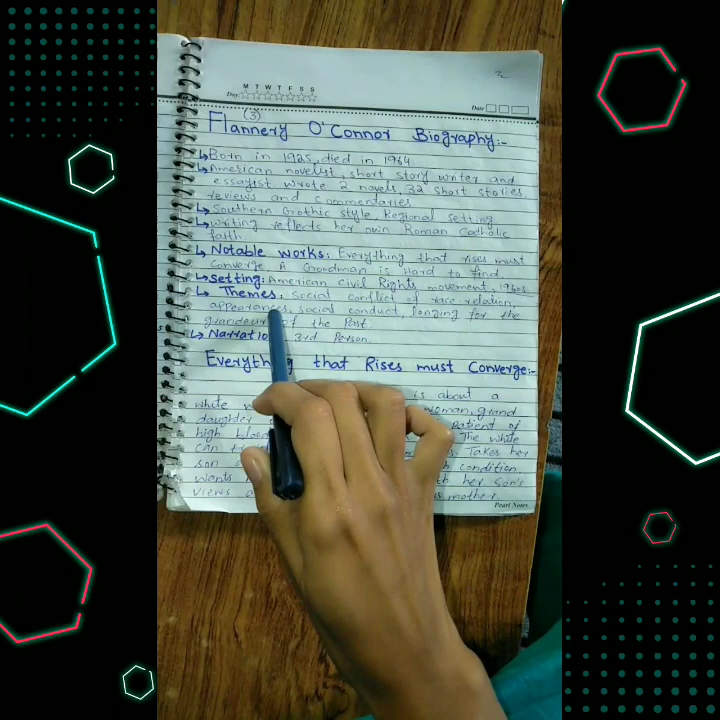 M T W T F S S
Day:
Date
(3)
Flannery O'Connor Biography:-
↳Born in 1925, died in 1964
↳American novelist, short story writer and
essayist wrote 2 novels, 32 short stories,
reviews and commentaries
↳Southern Grothic style, Regional setting
↳writing reflects her own Roman Catholic
faith
↳Notable works: Everything that rises must
Converge, A Goodman is Hard to find
↳setting: American civil Rights movement, 1960s
↳ Themes: social conflict of race relation,
appearances, social conduct, longing for the
grandeur of the Past
↳ Narratio 3rd Person.
Everything that Rises must Converge:-
is about a
white woman, grand
daughter Patient of
high bloo The white
can t Takes her
son condition.
wants her son's
views mother.
Pearl Notes